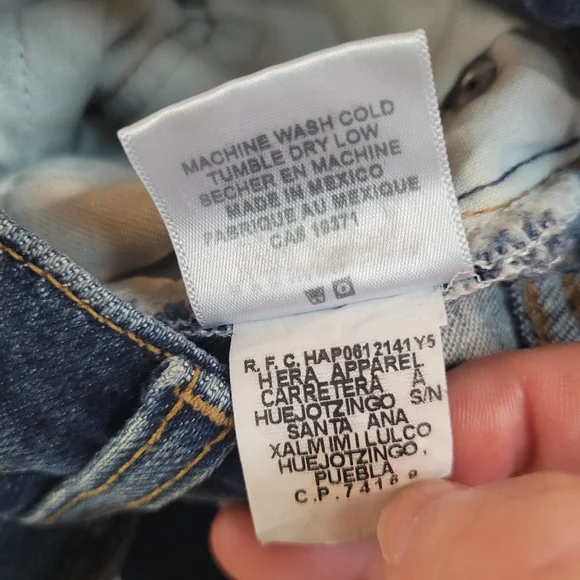 MACHINE WASH COLD
TUMBLE DRY LOW
SECHER EN MACHINE
MADE IN MEXICO
FABRIQUE AU MEXIQUE
CA# 19371
R.F.C. HAP0612141Y5
HERA APPAREL
CARRETERA A
HUEJOTZINGO S/N
SANTA ANA
XALMIMILULCO
HUEJOTZINGO,
PUEBLA
C.P. 74169